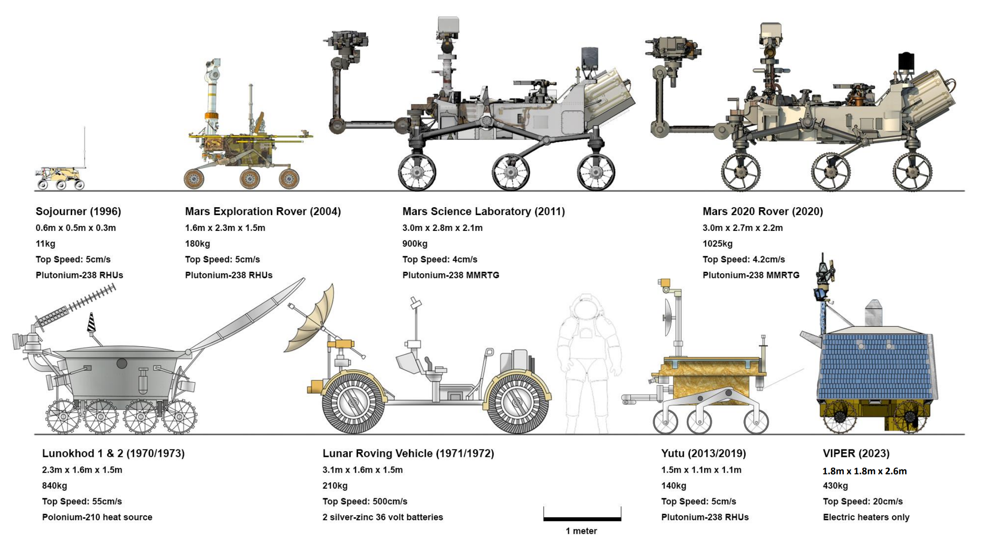 Sojourner (1996)
0.6m x 0.5m x 0.3m
11kg
Top Speed: 5cm/s
Plutonium-238 RHUs
Mars Exploration Rover (2004)
1.6m x 2.3m x 1.5m
180kg
Top Speed: 5cm/s
Plutonium-238 RHUs
Mars Science Laboratory (2011)
3.0m x 2.8m x 2.1m
900kg
Top Speed: 4cm/s
Plutonium-238 MMRTG
Mars 2020 Rover (2020)
3.0m x 2.7m x 2.2m
1025kg
Top Speed: 4.2cm/s
Plutonium-238 MMRTG
Lunokhod 1 & 2 (1970/1973)
2.3m x 1.6m x 1.5m
840kg
Top Speed: 55cm/s
Polonium-210 heat source
Lunar Roving Vehicle (1971/1972)
3.1m x 1.6m x 1.5m
210kg
Top Speed: 500cm/s
2 silver-zinc 36 volt batteries
1 meter
Yutu (2013/2019)
1.5m x 1.1m x 1.1m
140kg
Top Speed: 5cm/s
Plutonium-238 RHUs
VIPER (2023)
1.8m x 1.8m x 2.6m
430kg
Top Speed: 20cm/s
Electric heaters only